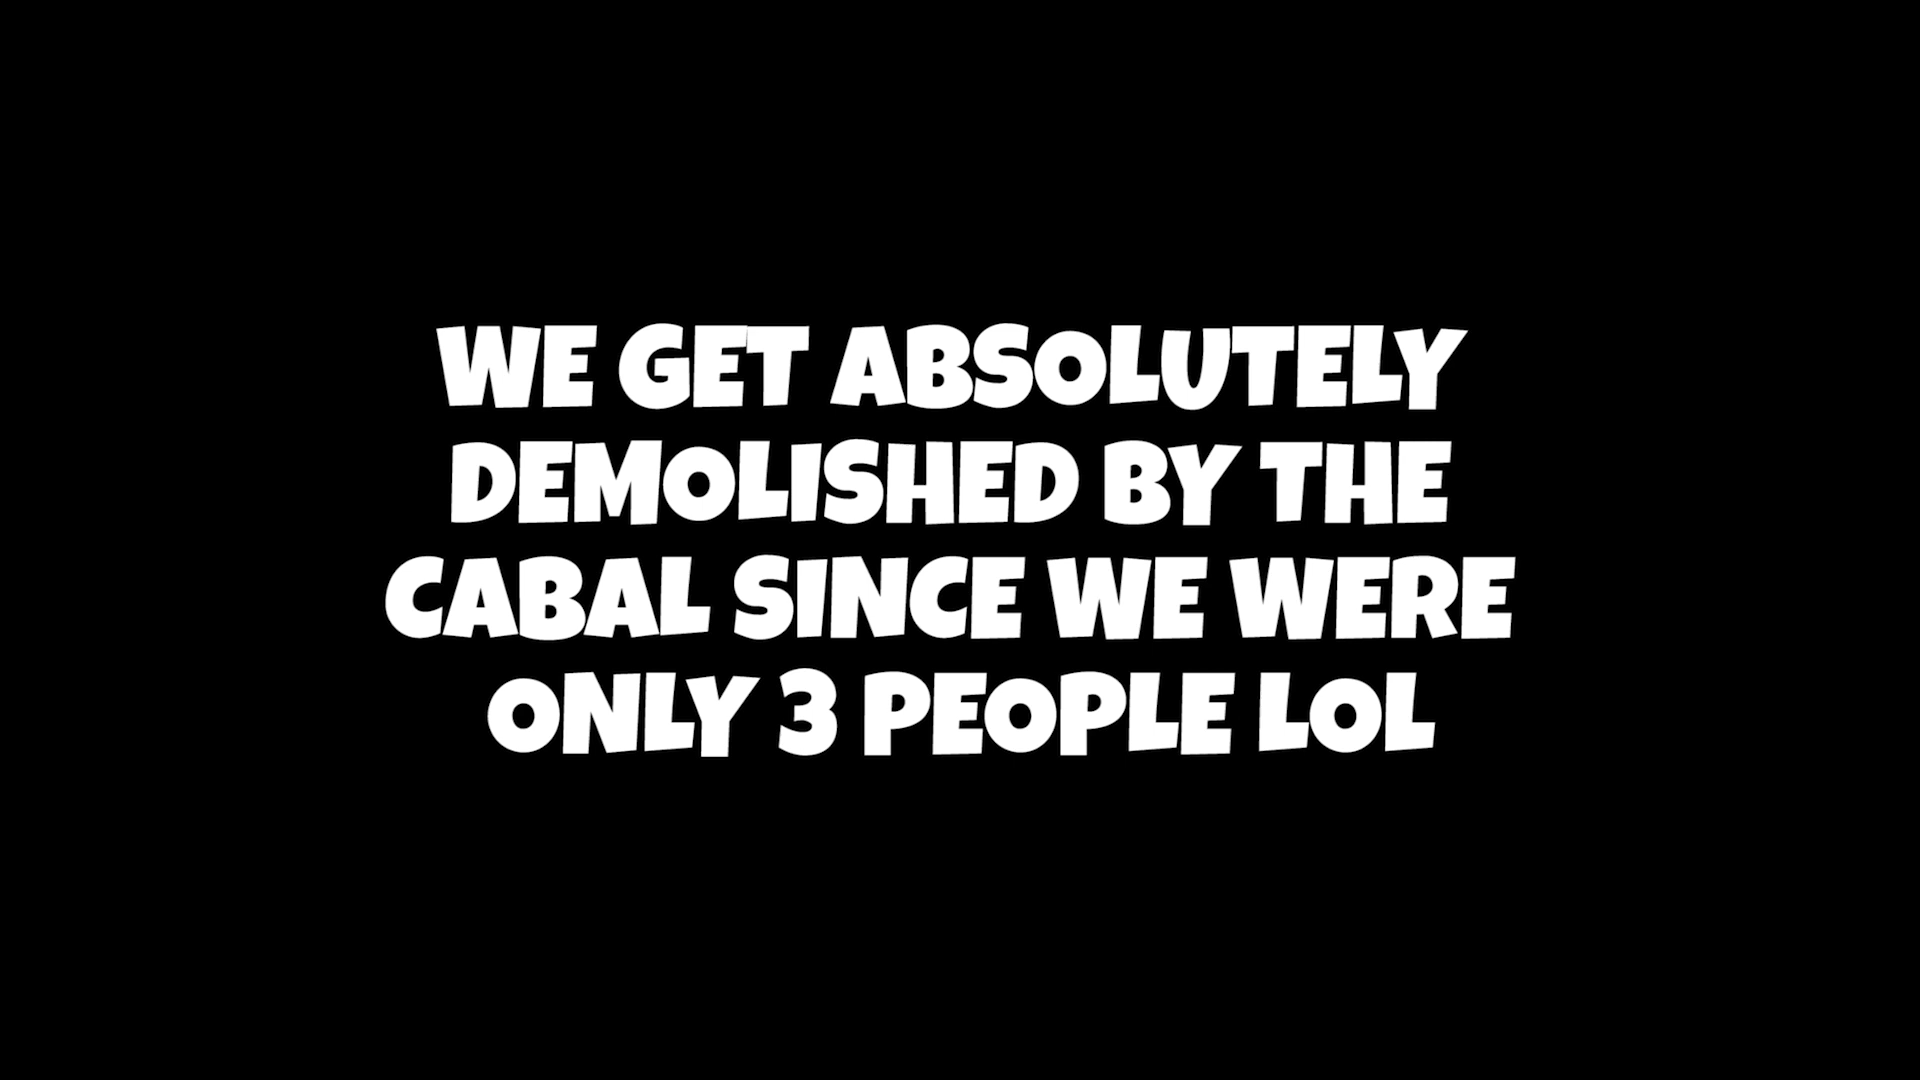 WE GET ABSOLUTELY
DEMOLISHED BY THE
CABAL SINCE WE WERE
ONLY 3 PEOPLE LOL